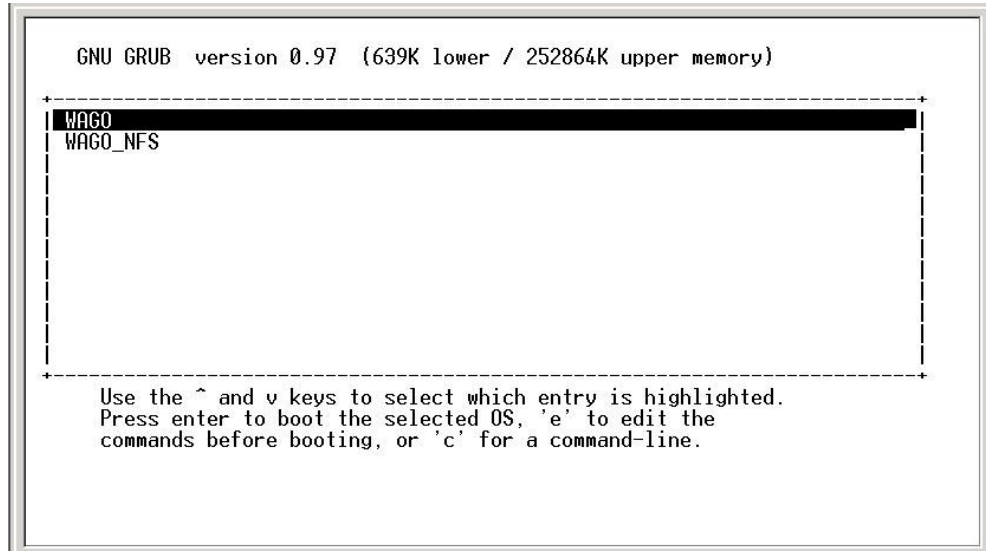 GNU GRUB version 0.97 (639K lower / 252864K upper memory)
WAGO
WAGO_NFS
Use the ^ and v keys to select which entry is highlighted.
Press enter to boot the selected OS, 'e' to edit the
commands before booting, or 'c' for a command-line.